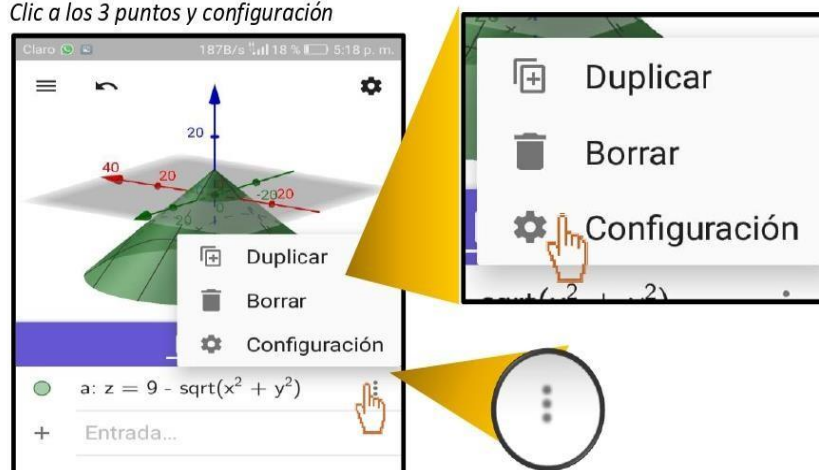 Clic a los 3 puntos y configuración
Claro 187B/s 18 % 5:18 p. m.
20
40
20
-20
20
20
0
Duplicar
Borrar
Configuración
a: z = 9 - sqrt(x² + y²)
+ Entrada...
Duplicar
Borrar
Configuración